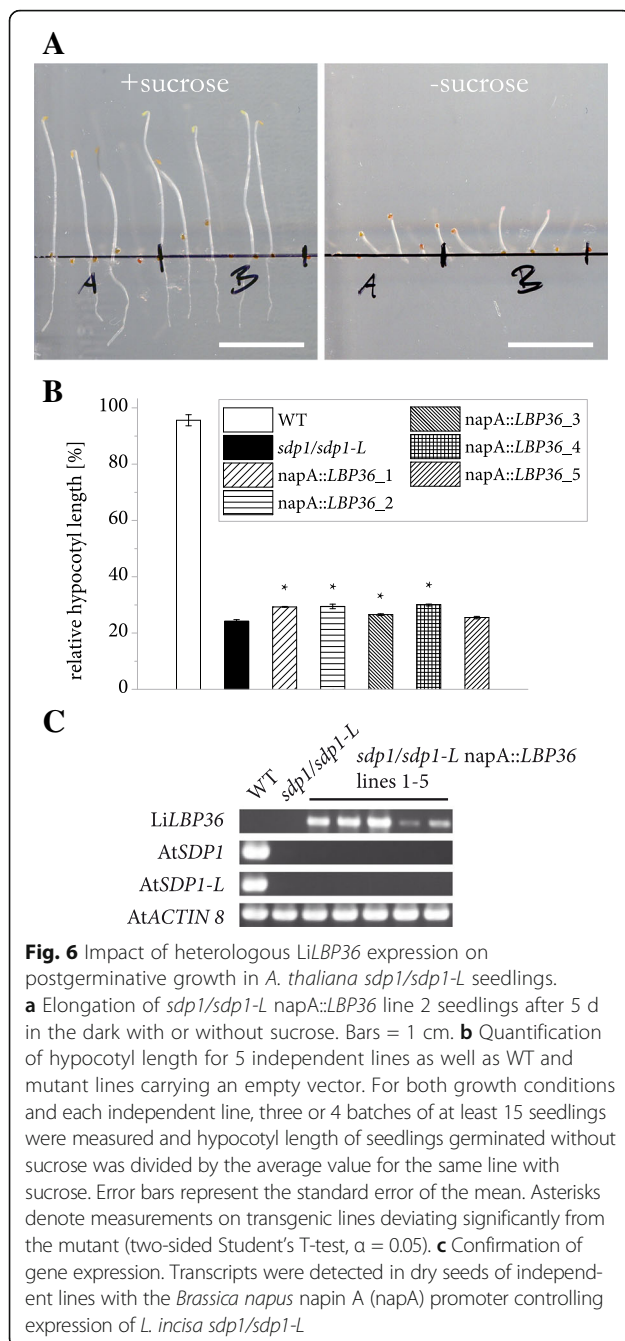 A
+sucrose
-sucrose
A
B
A
B
B
relative hypocotyl length [%]
100
80
60
40
20
0
WT
sdp1/sdp1-L
napA::LBP36_1
napA::LBP36_2
napA::LBP36_3
napA::LBP36_4
napA::LBP36_5
* * * *
C
WT
sdp1/sdp1-L
sdp1/sdp1-L napA::LBP36
lines 1-5
LiLBP36
AtSDP1
AtSDP1-L
AtACTIN 8
Fig. 6 Impact of heterologous LiLBP36 expression on
postgerminative growth in A. thaliana sdp1/sdp1-L seedlings.
a Elongation of sdp1/sdp1-L napA::LBP36 line 2 seedlings after 5 d
in the dark with or without sucrose. Bars = 1 cm. b Quantification
of hypocotyl length for 5 independent lines as well as WT and
mutant lines carrying an empty vector. For both growth conditions
and each independent line, three or 4 batches of at least 15 seedlings
were measured and hypocotyl length of seedlings germinated without
sucrose was divided by the average value for the same line with
sucrose. Error bars represent the standard error of the mean. Asterisks
denote measurements on transgenic lines deviating significantly from
the mutant (two-sided Student’s T-test, α = 0.05). c Confirmation of
gene expression. Transcripts were detected in dry seeds of independ-
ent lines with the Brassica napus napin A (napA) promoter controlling
expression of L. incisa sdp1/sdp1-L